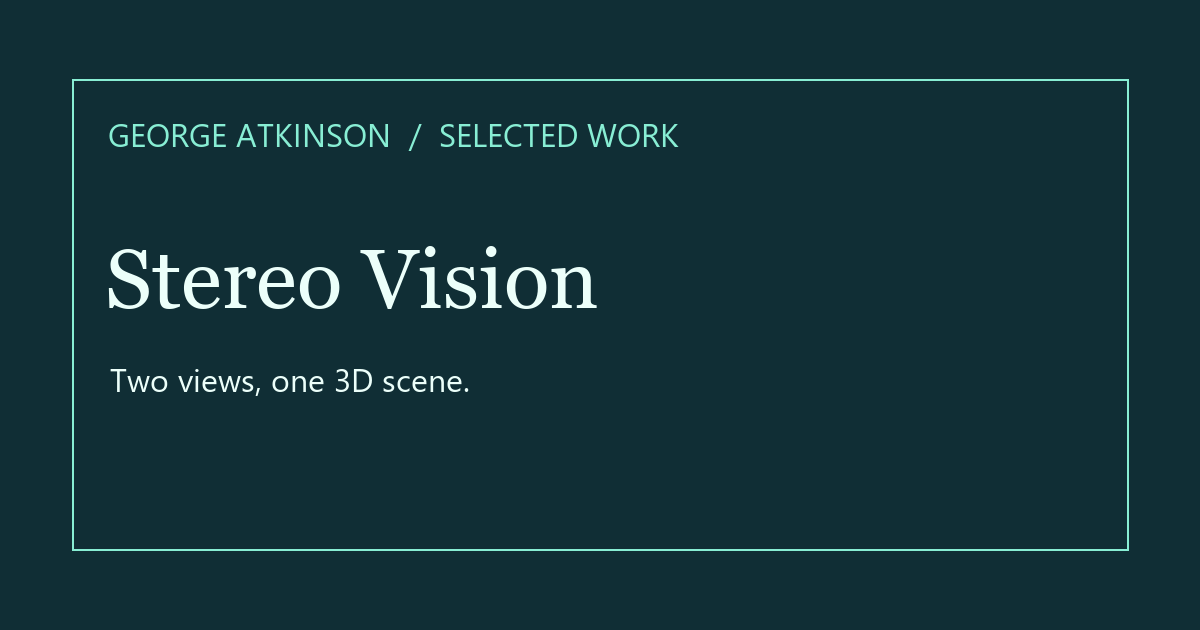 GEORGE ATKINSON / SELECTED WORK
Stereo Vision
Two views, one 3D scene.